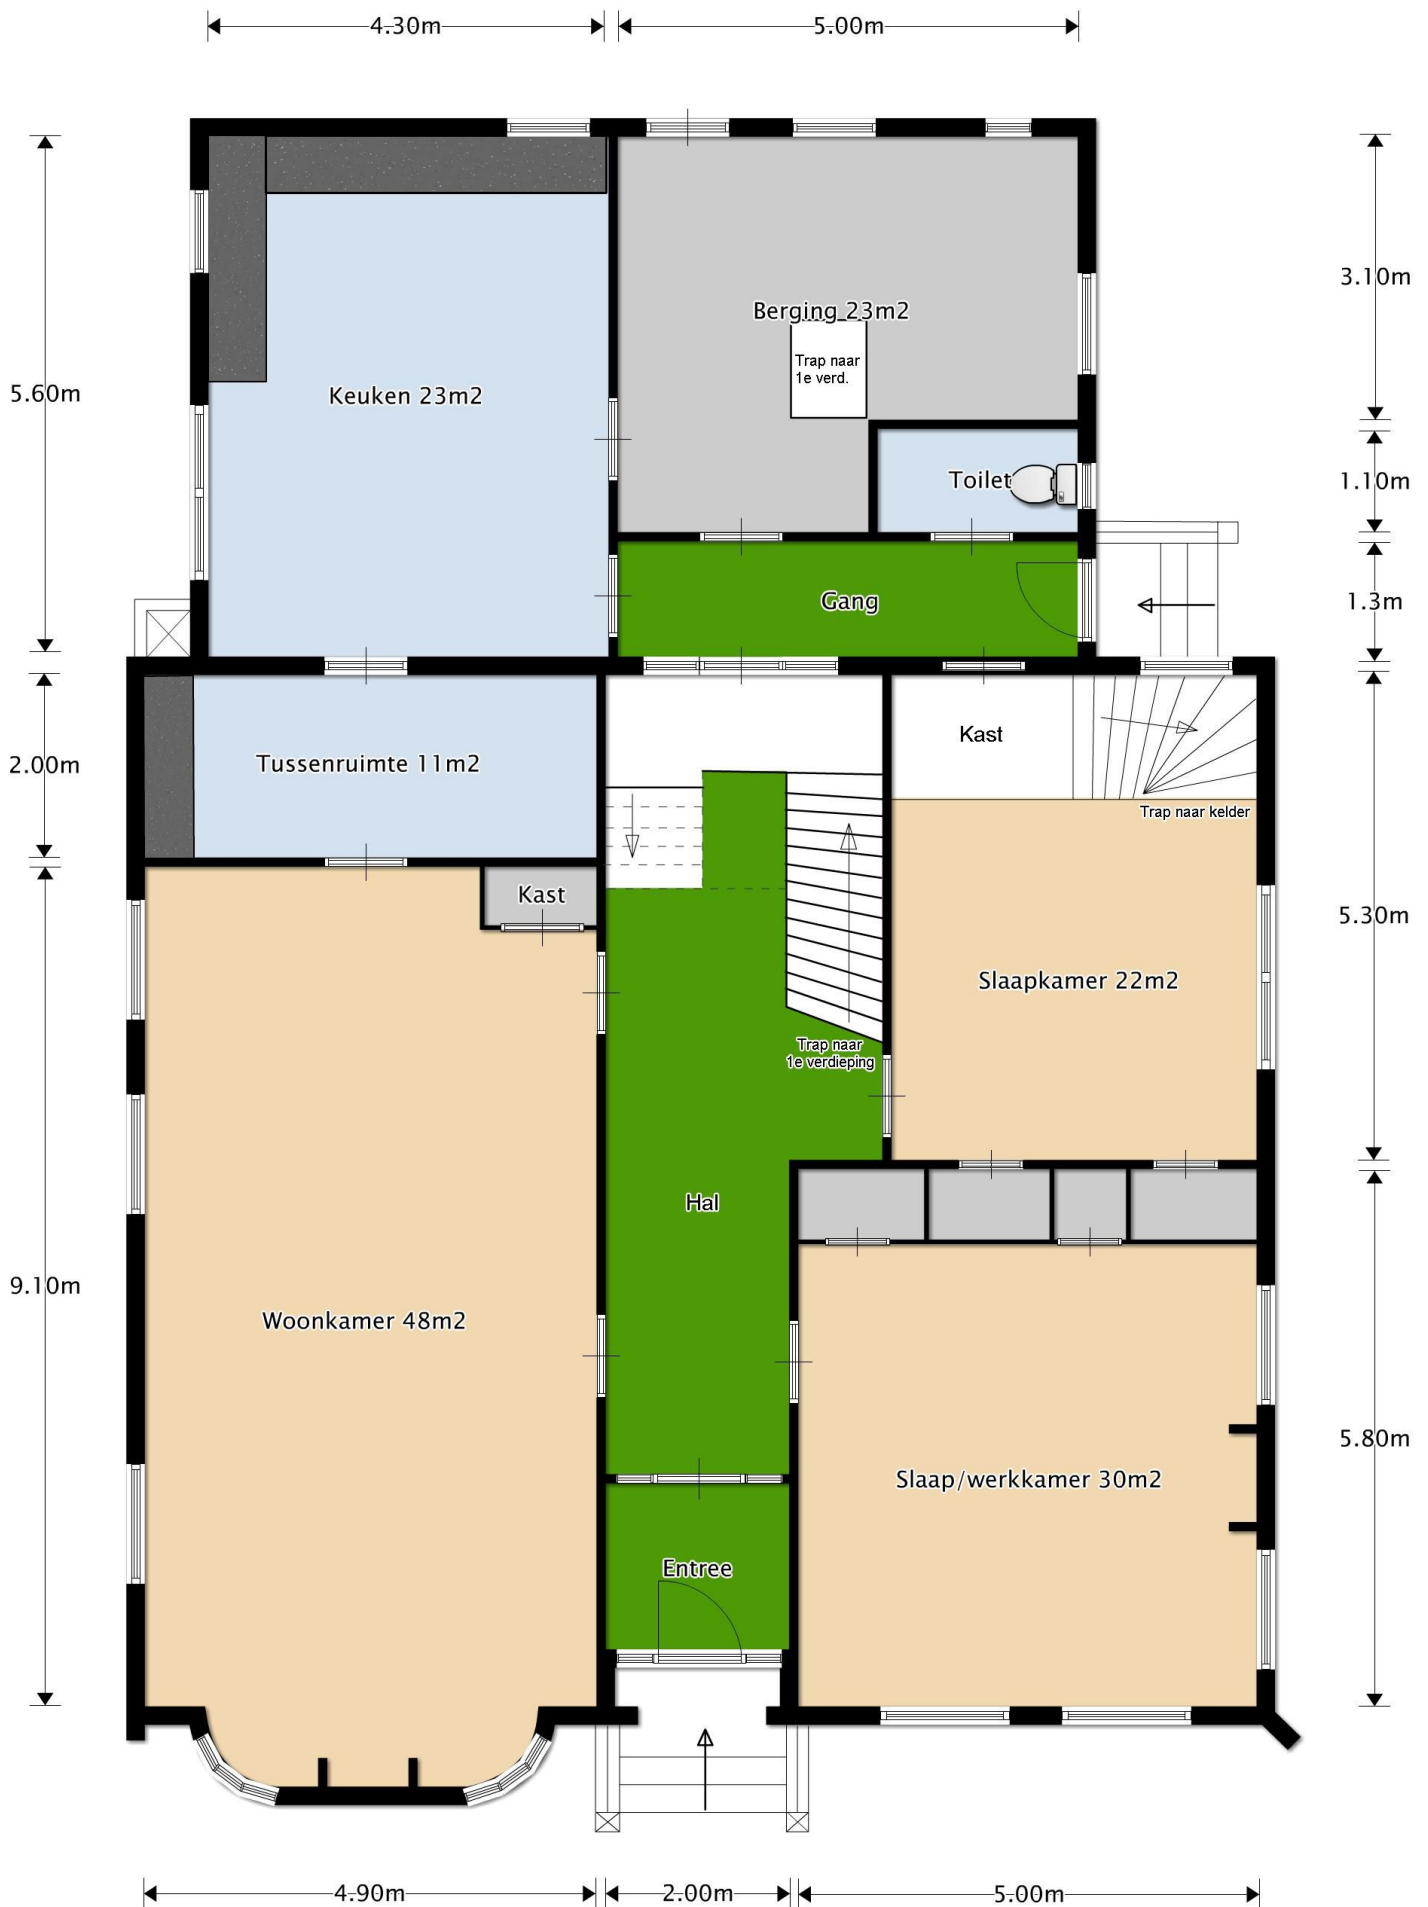 4.30m
5.00m
3.10m
Berging 23m2
Trap naar
1e verd.
5.60m
Keuken 23m2
Toilet
1.10m
Gang
1.3m
Kast
2.00m
Tussenruimte 11m2
Trap naar kelder
Kast
5.30m
Slaapkamer 22m2
Trap naar
1e verdieping
Hal
9.10m
Woonkamer 48m2
5.80m
Slaap/werkkamer 30m2
Entree
4.90m
2.00m
5.00m